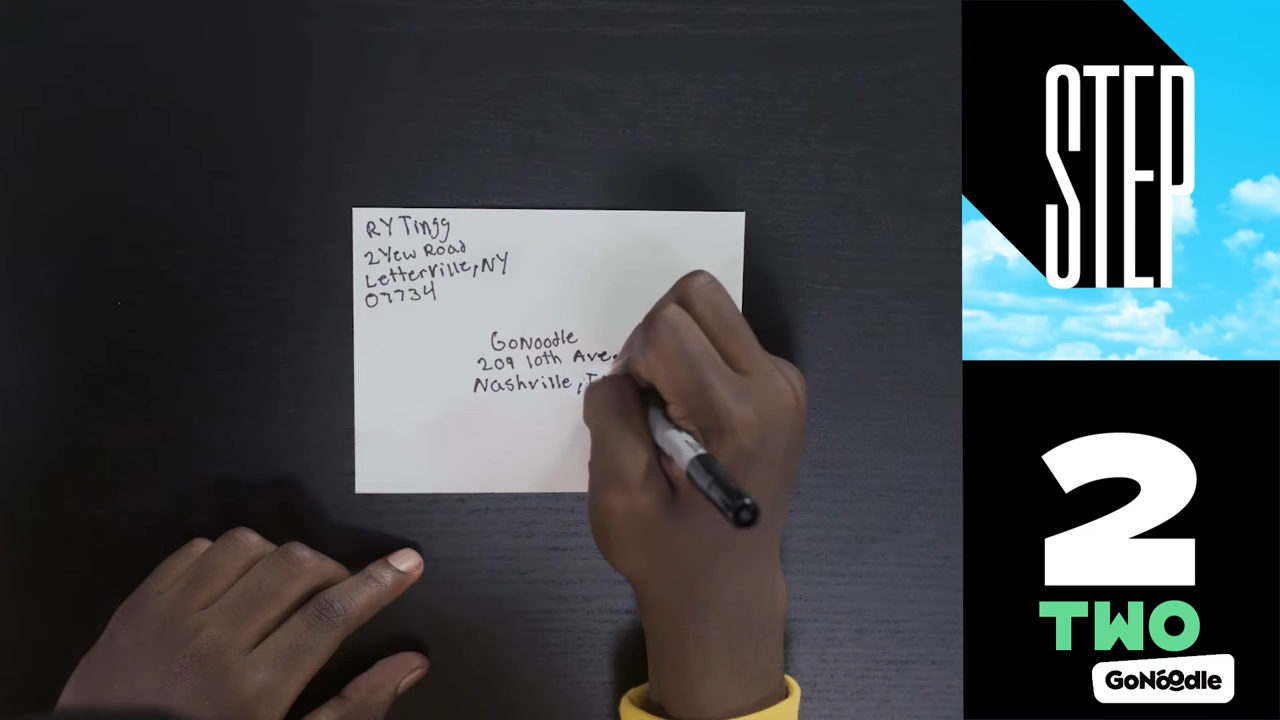 RY Tingg
2 Yew Road
Letterville, NY
07734
GoNoodle
209 10th Ave.
Nashville,
STEP
2
TWO
GoNoodle